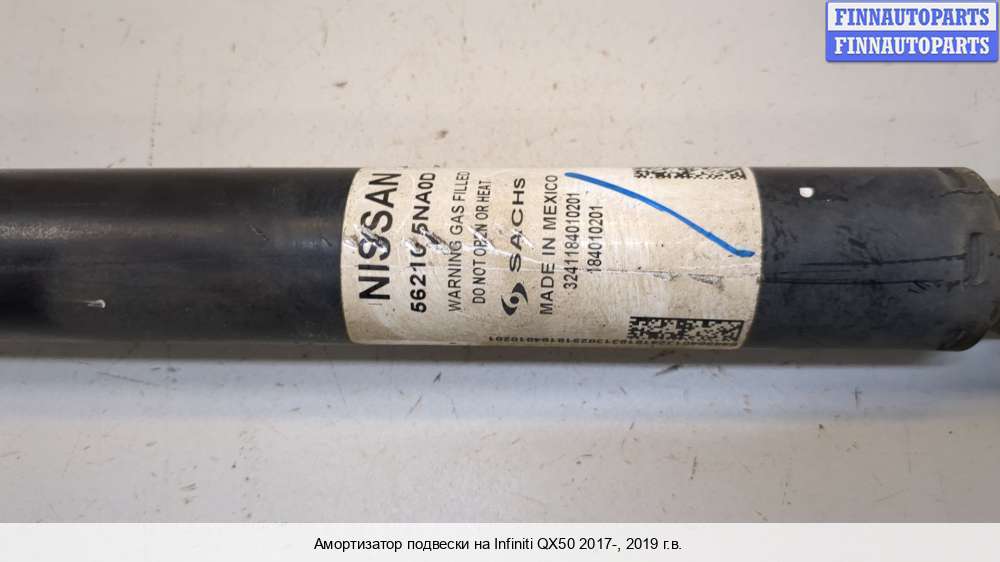 FINNAUTOPARTS
FINNAUTOPARTS
NISSAN
WARNING GAS FILLED
DO NOT OPEN OR HEAT
SACHS
MADE IN MEXICO
3241184010201
184010201
Амортизатор подвески на Infiniti QX50 2017-, 2019 г.в.